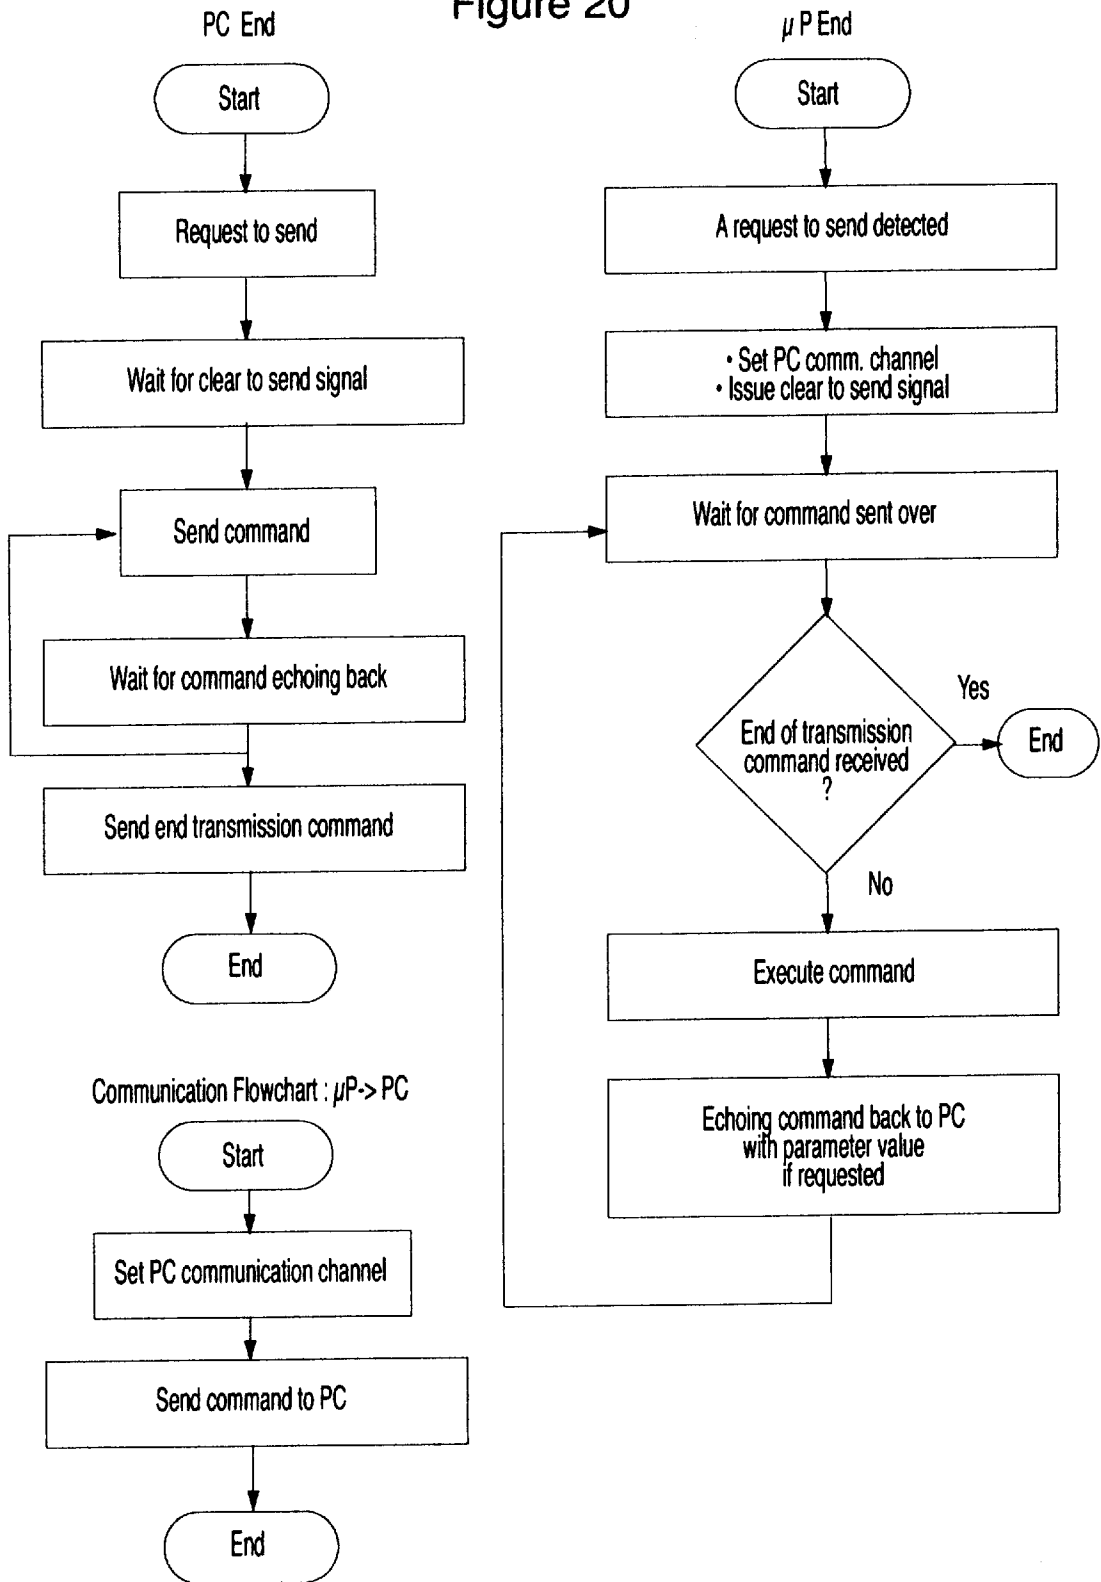 Figure 20
PC End
Start
Request to send
Wait for clear to send signal
Send command
Wait for command echoing back
Send end transmission command
End
µ P End
Start
A request to send detected
• Set PC comm. channel
• Issue clear to send signal
Wait for command sent over
End of transmission
command received
?
Yes
End
No
Execute command
Echoing command back to PC
with parameter value
if requested
Communication Flowchart : µP-> PC
Start
Set PC communication channel
Send command to PC
End